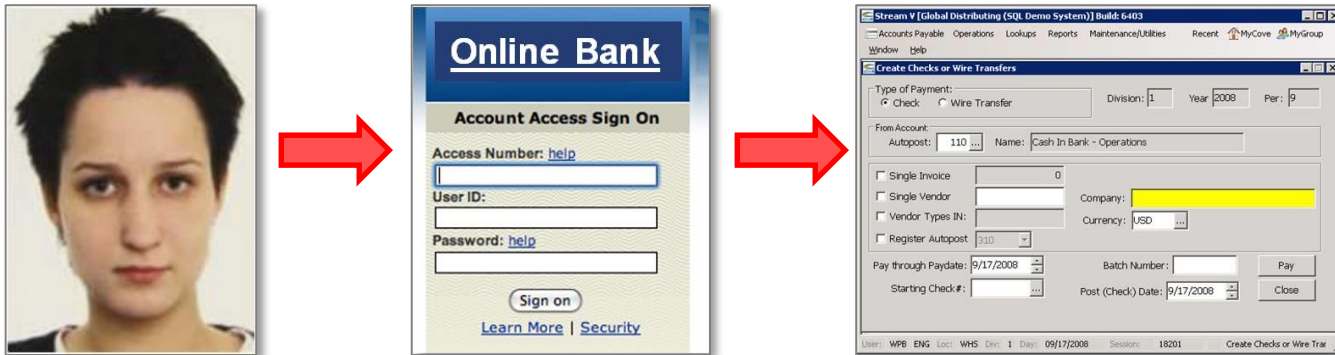 Online Bank
Account Access Sign On
Access Number: help
User ID:
Password: help
Sign on
Learn More | Security
Stream V [Global Distributing (SQL Demo System)] Build: 6403
Accounts Payable Operations Lookups Reports Maintenance/Utilities Recent MyCove MyGroup
Window Help
Create Checks or Wire Transfers
Type of Payment:
Check Wire Transfer Division: 1 Year 2008 Per: 9
From Account
Autopost: 110 ... Name: Cash In Bank - Operations
Single Invoice 0
Single Vendor Company:
Vendor Types IN: Currency: USD ...
Register Autopost 310
Pay through Paydate: 9/17/2008 Batch Number: Pay
Starting Check#: ... Post (Check) Date: 9/17/2008 Close
User: WPB ENG Loc: WHS Div: 1 Day: 09/17/2008 Session: 18201 Create Checks or Wire Trar